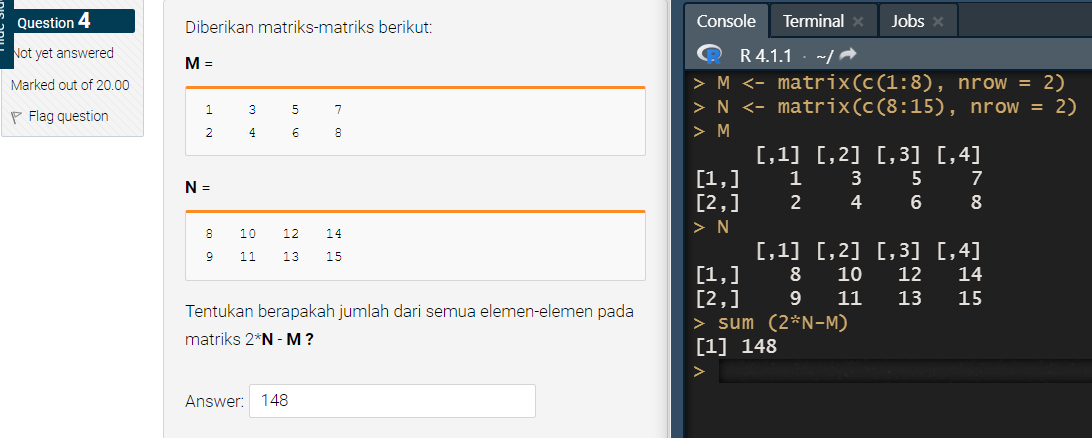 Hide sid
Question 4
Not yet answered
Marked out of 20.00
Flag question
Diberikan matriks-matriks berikut:
M =
1 3 5 7
2 4 6 8
N =
8 10 12 14
9 11 13 15
Tentukan berapakah jumlah dari semua elemen-elemen pada
matriks 2*N - M ?
Answer: 148
Console Terminal Jobs
R R 4.1.1 · ~/
> M <- matrix(c(1:8), nrow = 2)
> N <- matrix(c(8:15), nrow = 2)
> M
[,1] [,2] [,3] [,4]
[1,] 1 3 5 7
[2,] 2 4 6 8
> N
[,1] [,2] [,3] [,4]
[1,] 8 10 12 14
[2,] 9 11 13 15
> sum (2*N-M)
[1] 148
>